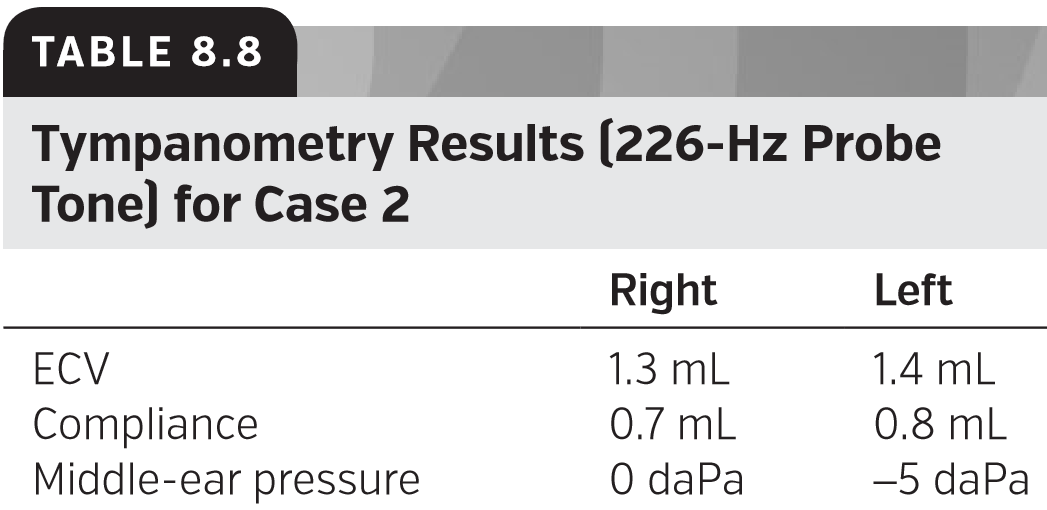 TABLE 8.8
Tympanometry Results (226-Hz Probe
Tone) for Case 2
Right Left
ECV 1.3 mL 1.4 mL
Compliance 0.7 mL 0.8 mL
Middle-ear pressure 0 daPa –5 daPa